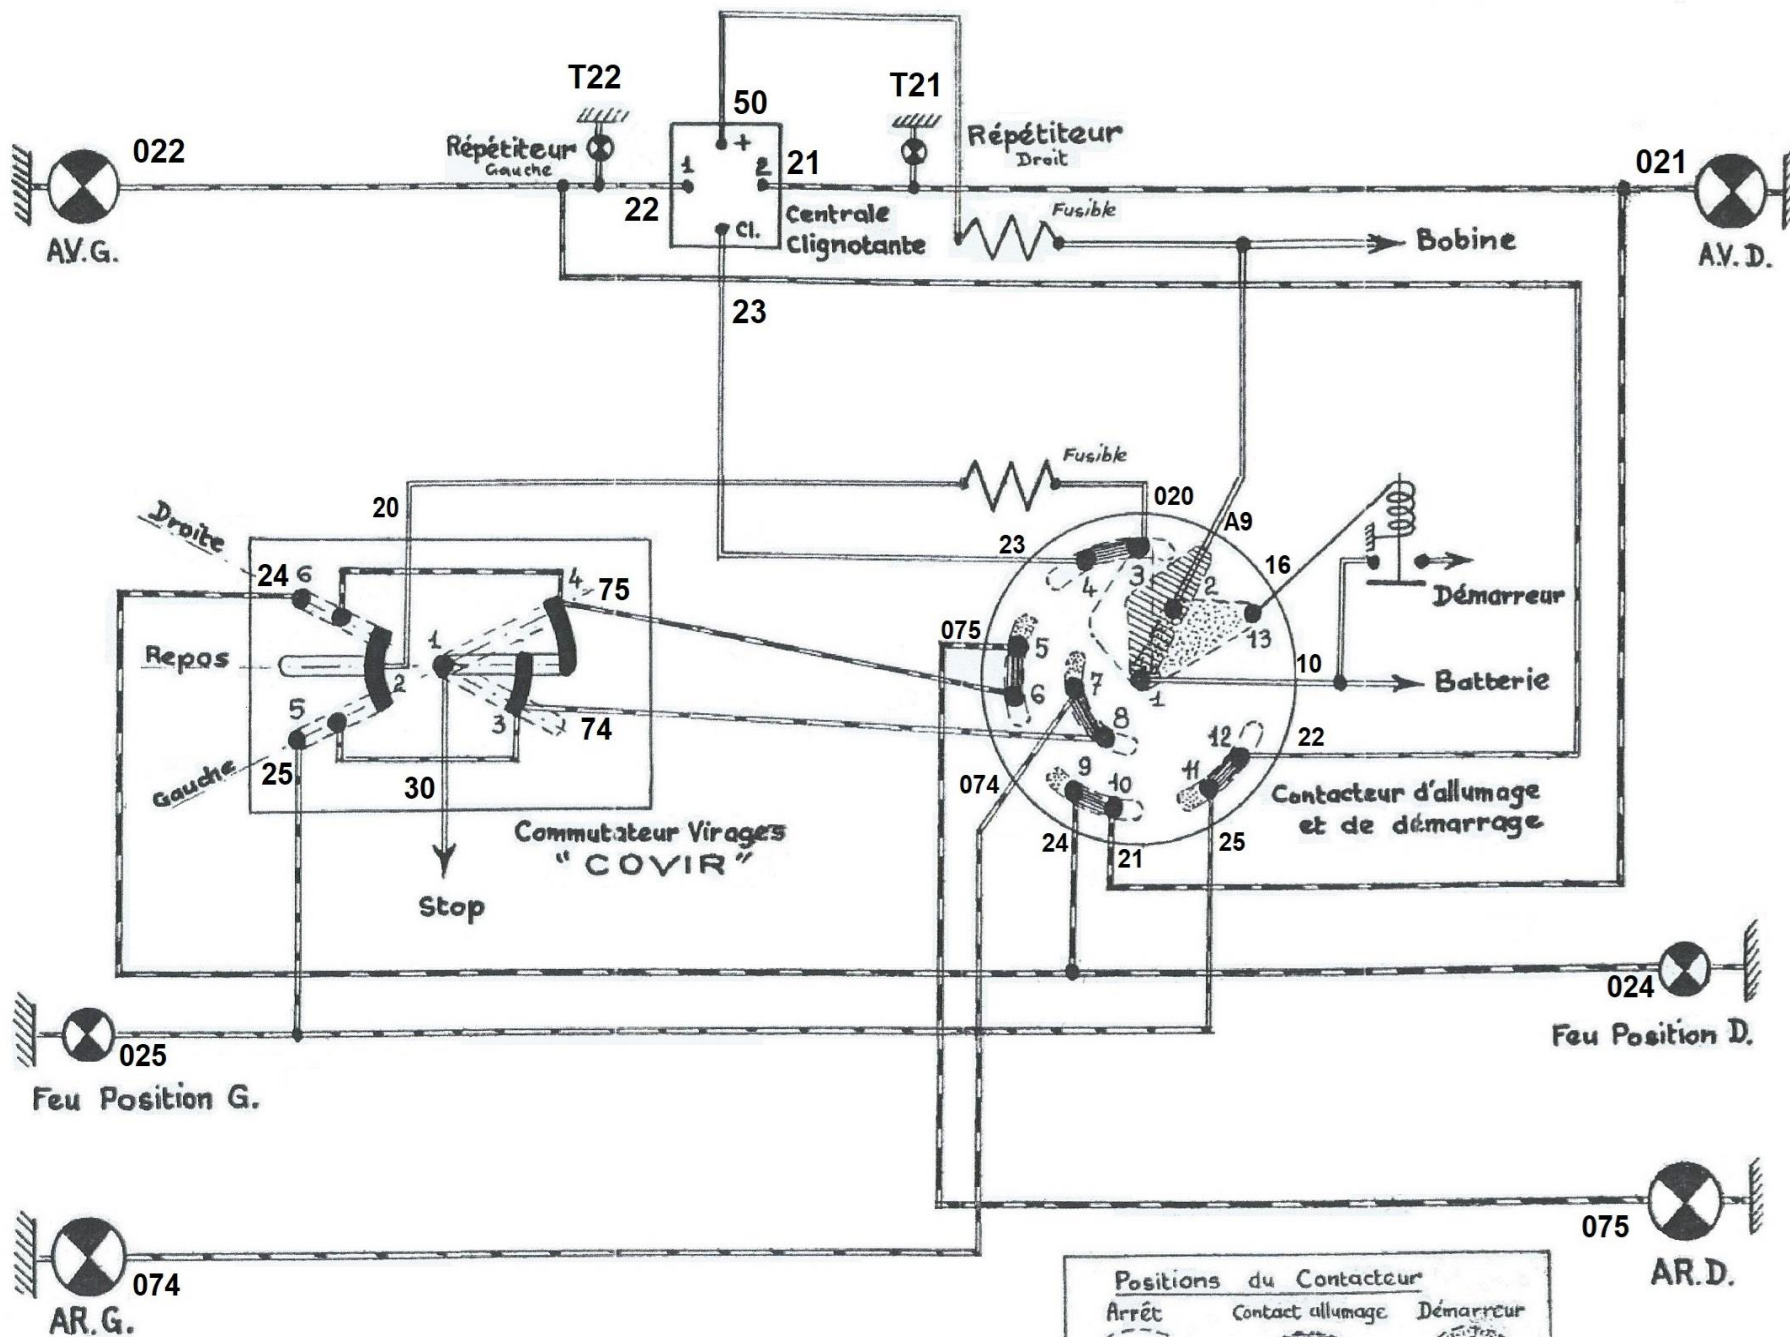 T22
50
T21
022
Répétiteur
Gauche
+
1
2
21
Répétiteur
Droit
021
A.V.G.
22
Cl.
Centrale
Clignotante
Fusible
Bobine
A.V.D.
23
Droite
20
Fusible
020
A9
23
16
24
6
4
75
3
2
4
Démarreur
13
Repos
1
2
075
5
10
Batterie
7
1
6
5
3
74
8
12
22
Gauche
25
30
074
9
10
11
Contacteur d'allumage
et de démarrage
Commutateur Virages
"COVIR"
24
21
25
Stop
024
Feu Position D.
025
Feu Position G.
075
AR.D.
074
AR.G.
Positions du Contacteur
Arrêt
Contact allumage
Démarreur